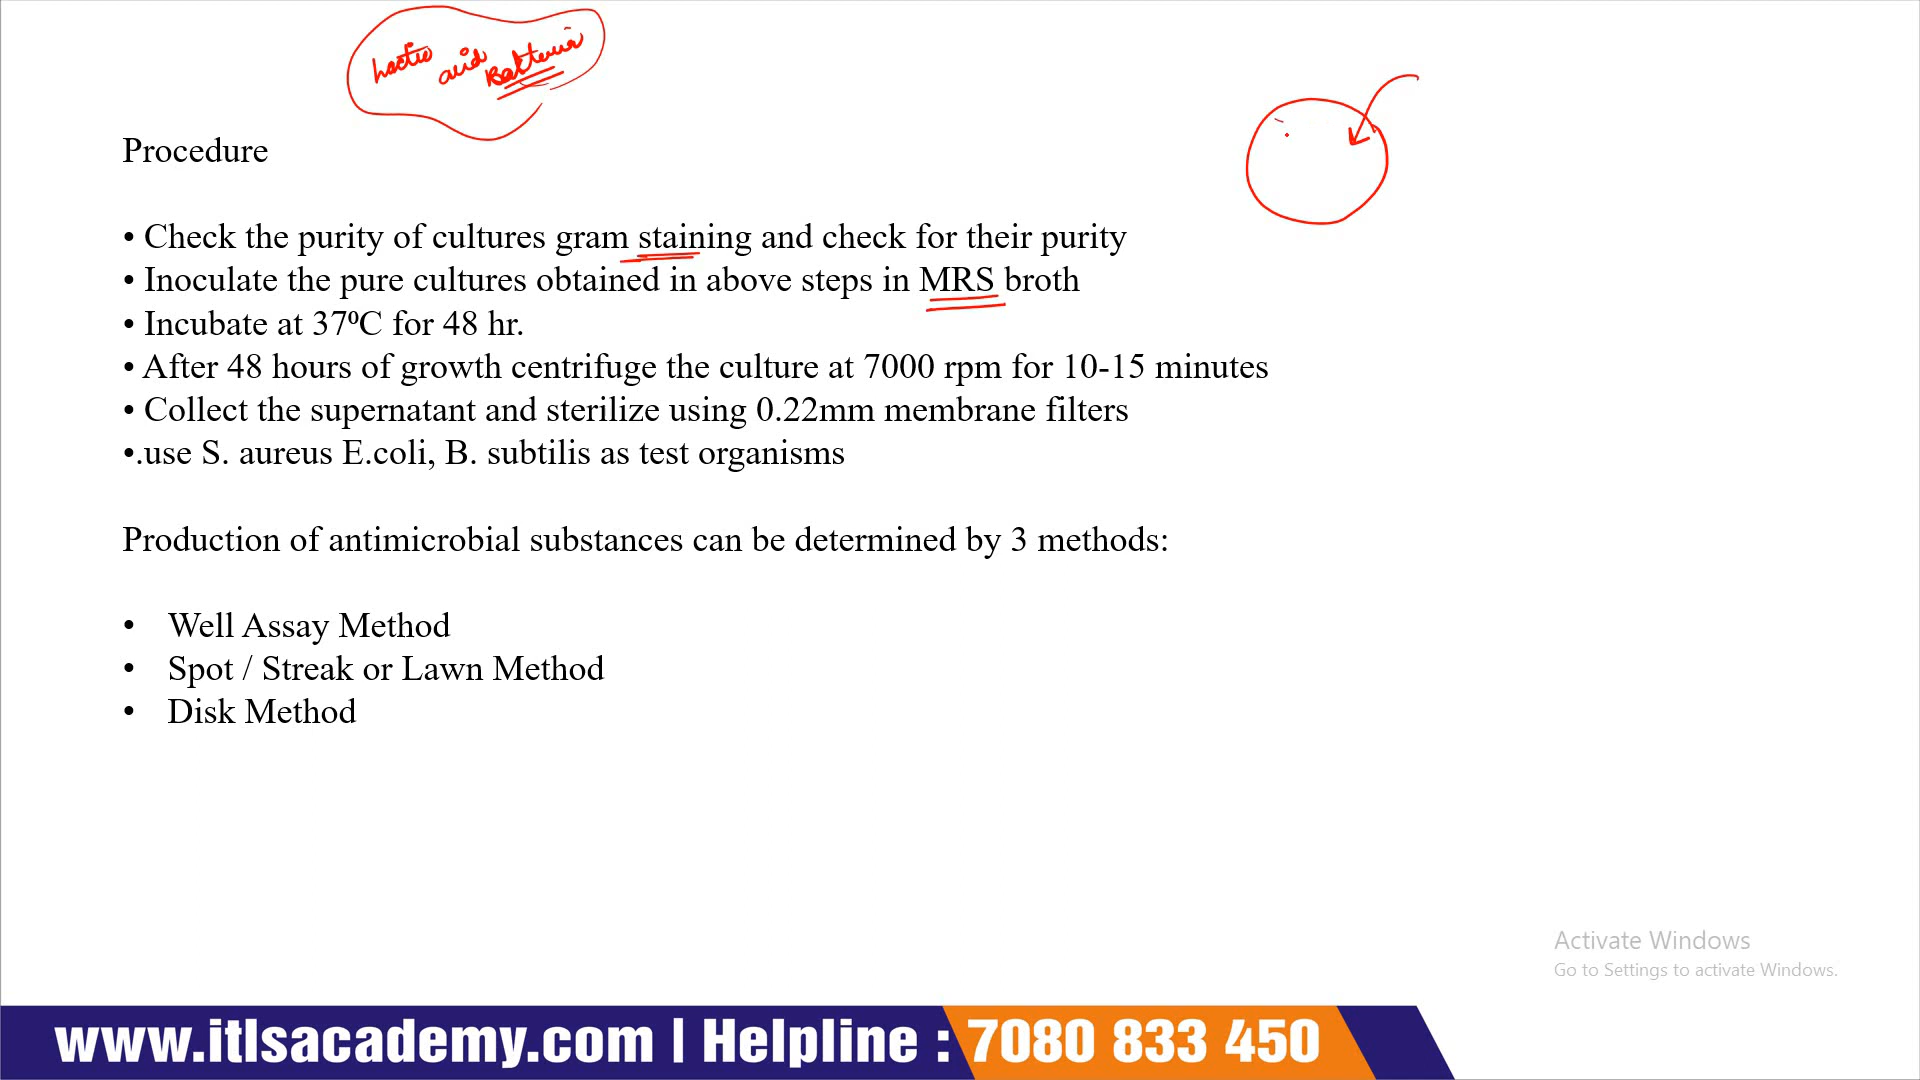 Lactic acid Bacteria
Procedure
• Check the purity of cultures gram staining and check for their purity
• Inoculate the pure cultures obtained in above steps in MRS broth
• Incubate at 37⁰C for 48 hr.
• After 48 hours of growth centrifuge the culture at 7000 rpm for 10-15 minutes
• Collect the supernatant and sterilize using 0.22mm membrane filters
•.use S. aureus E.coli, B. subtilis as test organisms
Production of antimicrobial substances can be determined by 3 methods:
• Well Assay Method
• Spot / Streak or Lawn Method
• Disk Method
Activate Windows
Go to Settings to activate Windows.
www.itlsacademy.com | Helpline : 7080 833 450